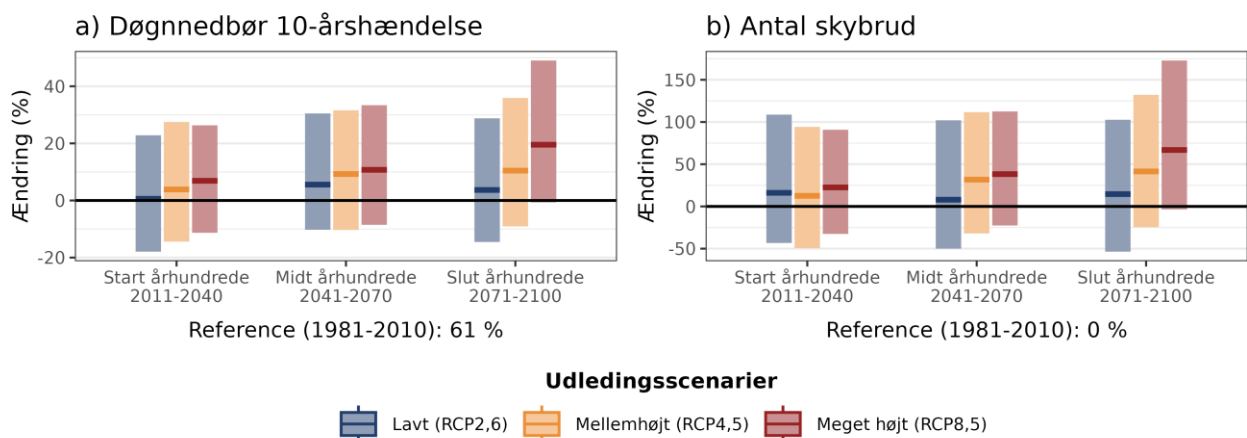 a) Døgnnedbør 10-årshændelse
Ændring (%)
40
20
0
-20
Start århundrede
2011-2040
Midt århundrede
2041-2070
Slut århundrede
2071-2100
Reference (1981-2010): 61 %
b) Antal skybrud
Ændring (%)
150
100
50
0
-50
Start århundrede
2011-2040
Midt århundrede
2041-2070
Slut århundrede
2071-2100
Reference (1981-2010): 0 %
Udledingsscenarier
Lavt (RCP2,6)
Mellemhøjt (RCP4,5)
Meget højt (RCP8,5)